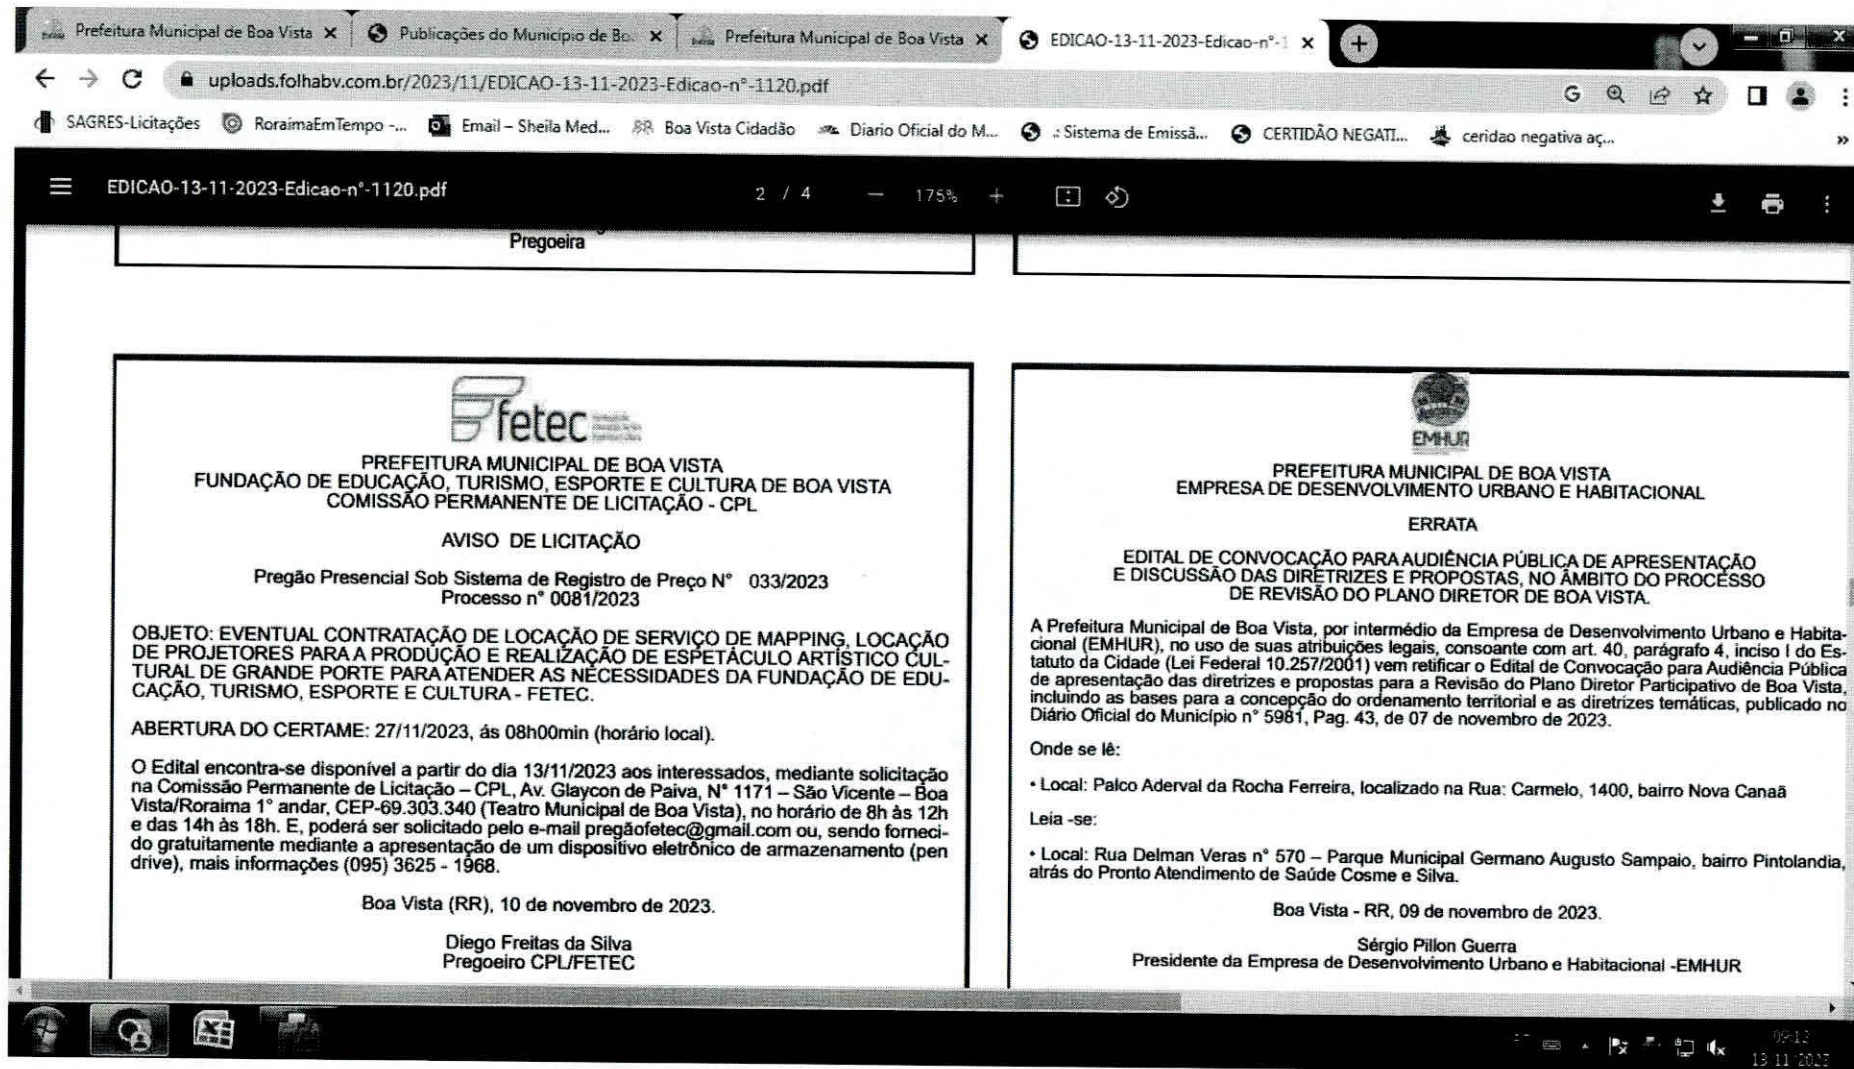 Prefeitura Municipal de Boa Vista
Publicações do Município de Bo
Prefeitura Municipal de Boa Vista
EDICAO-13-11-2023-Edicao-nº-1
uploads.folhabv.com.br/2023/11/EDICAO-13-11-2023-Edicao-nº-1120.pdf
SAGRES-Licitações
RoraimaEmTempo -...
Email – Sheila Med...
Boa Vista Cidadão
Diario Oficial do M...
.: Sistema de Emissã...
CERTIDÃO NEGATI...
ceridao negativa aç...
EDICAO-13-11-2023-Edicao-nº-1120.pdf
2 / 4
175%
Pregoeira
fetec
PREFEITURA MUNICIPAL DE BOA VISTA
FUNDAÇÃO DE EDUCAÇÃO, TURISMO, ESPORTE E CULTURA DE BOA VISTA
COMISSÃO PERMANENTE DE LICITAÇÃO - CPL
AVISO DE LICITAÇÃO
Pregão Presencial Sob Sistema de Registro de Preço N° 033/2023
Processo n° 0081/2023
OBJETO: EVENTUAL CONTRATAÇÃO DE LOCAÇÃO DE SERVIÇO DE MAPPING, LOCAÇÃO
DE PROJETORES PARA A PRODUÇÃO E REALIZAÇÃO DE ESPETÁCULO ARTÍSTICO CUL-
TURAL DE GRANDE PORTE PARA ATENDER AS NECESSIDADES DA FUNDAÇÃO DE EDU-
CAÇÃO, TURISMO, ESPORTE E CULTURA - FETEC.
ABERTURA DO CERTAME: 27/11/2023, ás 08h00min (horário local).
O Edital encontra-se disponível a partir do dia 13/11/2023 aos interessados, mediante solicitação
na Comissão Permanente de Licitação – CPL, Av. Glaycon de Paiva, N° 1171 – São Vicente – Boa
Vista/Roraima 1° andar, CEP-69.303.340 (Teatro Municipal de Boa Vista), no horário de 8h às 12h
e das 14h às 18h. E, poderá ser solicitado pelo e-mail pregãofetec@gmail.com ou, sendo forneci-
do gratuitamente mediante a apresentação de um dispositivo eletrônico de armazenamento (pen
drive), mais informações (095) 3625 - 1968.
Boa Vista (RR), 10 de novembro de 2023.
Diego Freitas da Silva
Pregoeiro CPL/FETEC
EMHUR
PREFEITURA MUNICIPAL DE BOA VISTA
EMPRESA DE DESENVOLVIMENTO URBANO E HABITACIONAL
ERRATA
EDITAL DE CONVOCAÇÃO PARA AUDIÊNCIA PÚBLICA DE APRESENTAÇÃO
E DISCUSSÃO DAS DIRETRIZES E PROPOSTAS, NO ÂMBITO DO PROCESSO
DE REVISÃO DO PLANO DIRETOR DE BOA VISTA.
A Prefeitura Municipal de Boa Vista, por intermédio da Empresa de Desenvolvimento Urbano e Habita-
cional (EMHUR), no uso de suas atribuições legais, consoante com art. 40, parágrafo 4, inciso I do Es-
tatuto da Cidade (Lei Federal 10.257/2001) vem retificar o Edital de Convocação para Audiência Pública
de apresentação das diretrizes e propostas para a Revisão do Plano Diretor Participativo de Boa Vista,
incluindo as bases para a concepção do ordenamento territorial e as diretrizes temáticas, publicado no
Diário Oficial do Município n° 5981, Pag. 43, de 07 de novembro de 2023.
Onde se lê:
• Local: Palco Aderval da Rocha Ferreira, localizado na Rua: Carmelo, 1400, bairro Nova Canaã
Leia -se:
• Local: Rua Delman Veras n° 570 – Parque Municipal Germano Augusto Sampaio, bairro Pintolandia,
atrás do Pronto Atendimento de Saúde Cosme e Silva.
Boa Vista - RR, 09 de novembro de 2023.
Sérgio Pillon Guerra
Presidente da Empresa de Desenvolvimento Urbano e Habitacional -EMHUR
09:12
13/11/2023